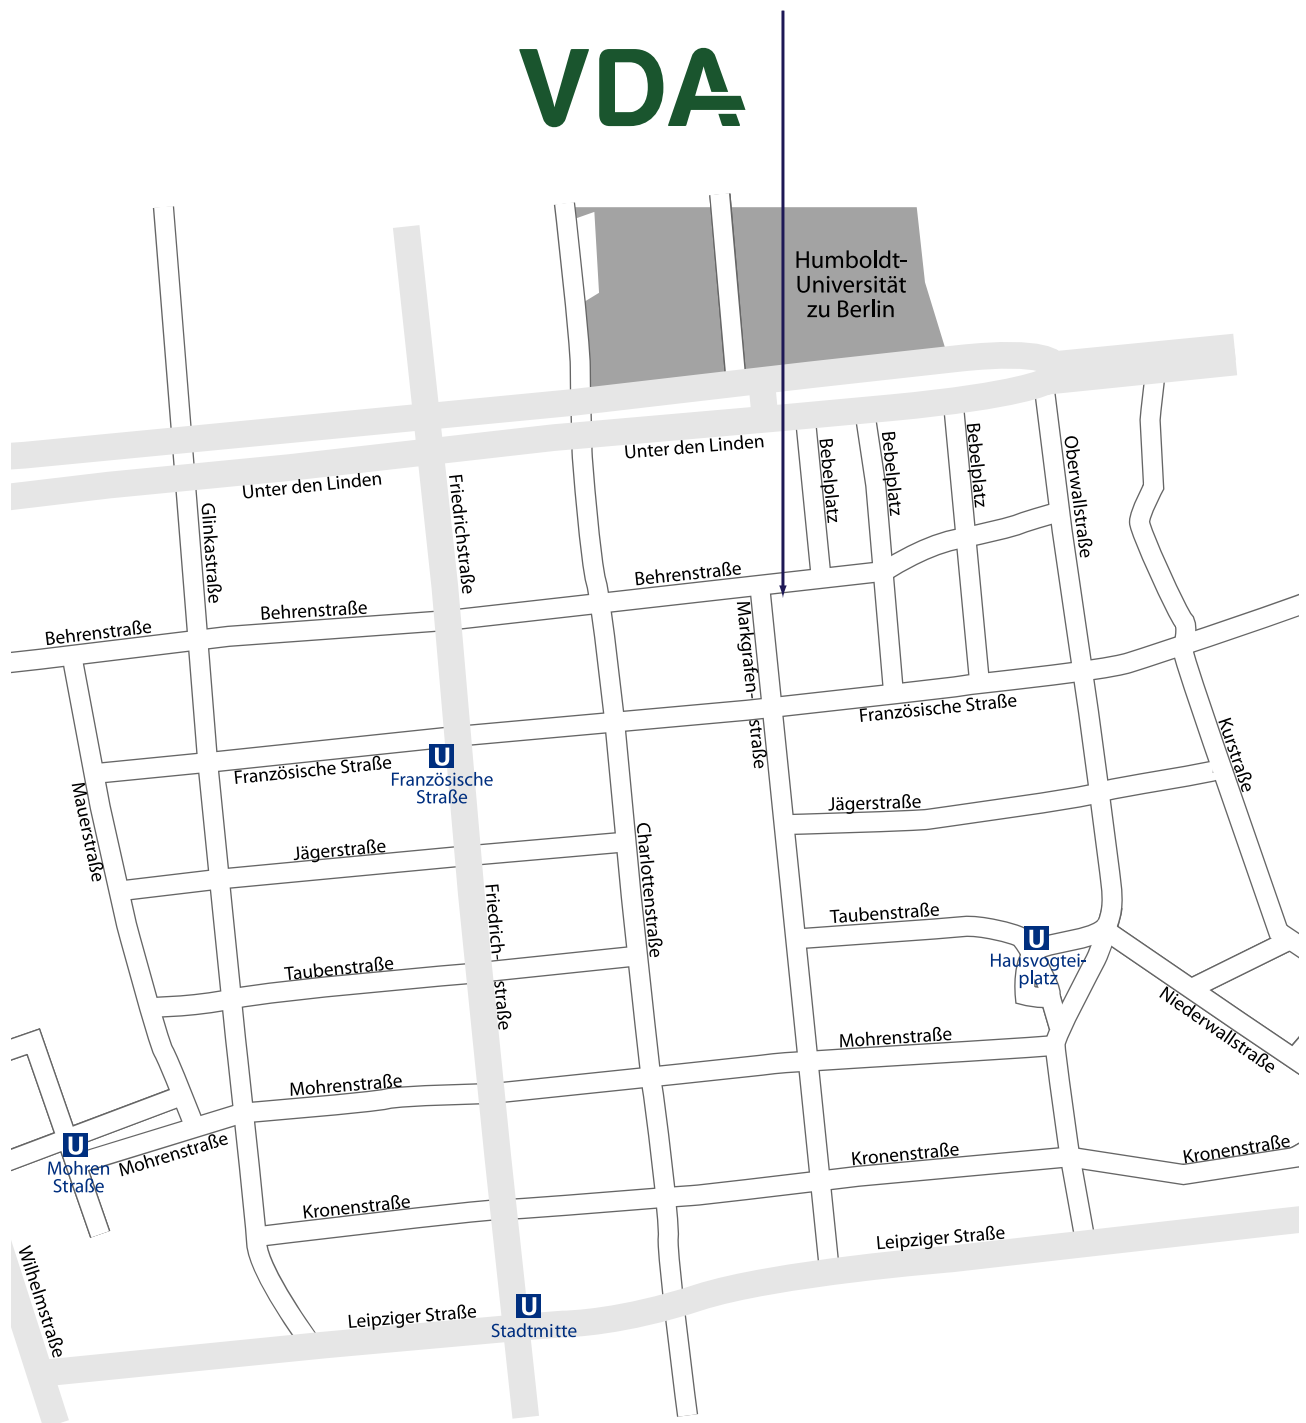 VDA
Humboldt-
Universität
zu Berlin
Unter den Linden
Unter den Linden
Bebelplatz
Bebelplatz
Bebelplatz
Oberwallstraße
Glinkastraße
Friedrichstraße
Behrenstraße
Behrenstraße
Behrenstraße
Markgrafen-
straße
Französische Straße
Französische Straße
U
Französische
Straße
Kurstraße
Mauerstraße
Jägerstraße
Jägerstraße
Charlottenstraße
Friedrich-
straße
Taubenstraße
Taubenstraße
U
Hausvogtei-
platz
Niederwallstraße
Mohrenstraße
Mohrenstraße
Mohrenstraße
U
Mohren
Straße
Kronenstraße
Kronenstraße
Kronenstraße
Wilhelmstraße
Leipziger Straße
Leipziger Straße
U
Stadtmitte